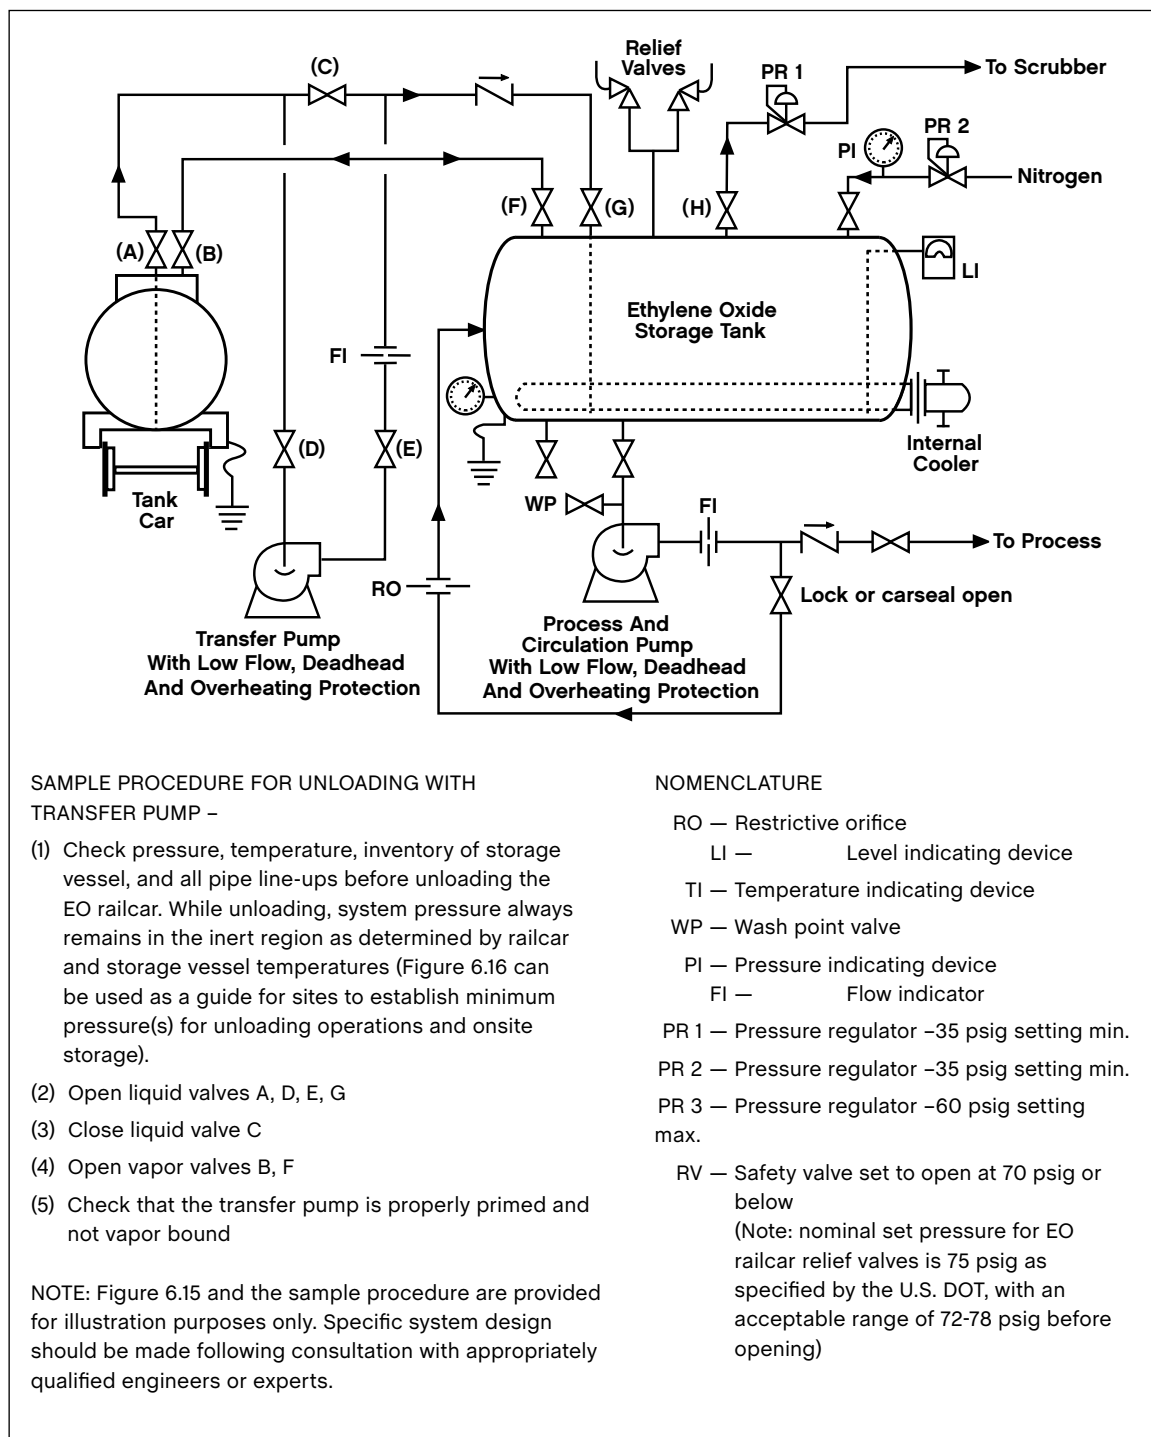 (C)
Relief
Valves
PR 1
To Scrubber
PR 2
PI
Nitrogen
(A)
(B)
(F)
(G)
(H)
LI
Ethylene Oxide
Storage Tank
FI
(D)
(E)
Internal
Cooler
Tank
Car
WP
FI
To Process
RO
Lock or carseal open
Transfer Pump
With Low Flow, Deadhead
And Overheating Protection
Process And
Circulation Pump
With Low Flow, Deadhead
And Overheating Protection
SAMPLE PROCEDURE FOR UNLOADING WITH
TRANSFER PUMP –
(1) Check pressure, temperature, inventory of storage
vessel, and all pipe line-ups before unloading the
EO railcar. While unloading, system pressure always
remains in the inert region as determined by railcar
and storage vessel temperatures (Figure 6.16 can
be used as a guide for sites to establish minimum
pressure(s) for unloading operations and onsite
storage).
(2) Open liquid valves A, D, E, G
(3) Close liquid valve C
(4) Open vapor valves B, F
(5) Check that the transfer pump is properly primed and
not vapor bound
NOTE: Figure 6.15 and the sample procedure are provided
for illustration purposes only. Specific system design
should be made following consultation with appropriately
qualified engineers or experts.
NOMENCLATURE
RO — Restrictive orifice
LI — Level indicating device
TI — Temperature indicating device
WP — Wash point valve
PI — Pressure indicating device
FI — Flow indicator
PR 1 — Pressure regulator –35 psig setting min.
PR 2 — Pressure regulator –35 psig setting min.
PR 3 — Pressure regulator –60 psig setting
max.
RV — Safety valve set to open at 70 psig or
below
(Note: nominal set pressure for EO
railcar relief valves is 75 psig as
specified by the U.S. DOT, with an
acceptable range of 72-78 psig before
opening)